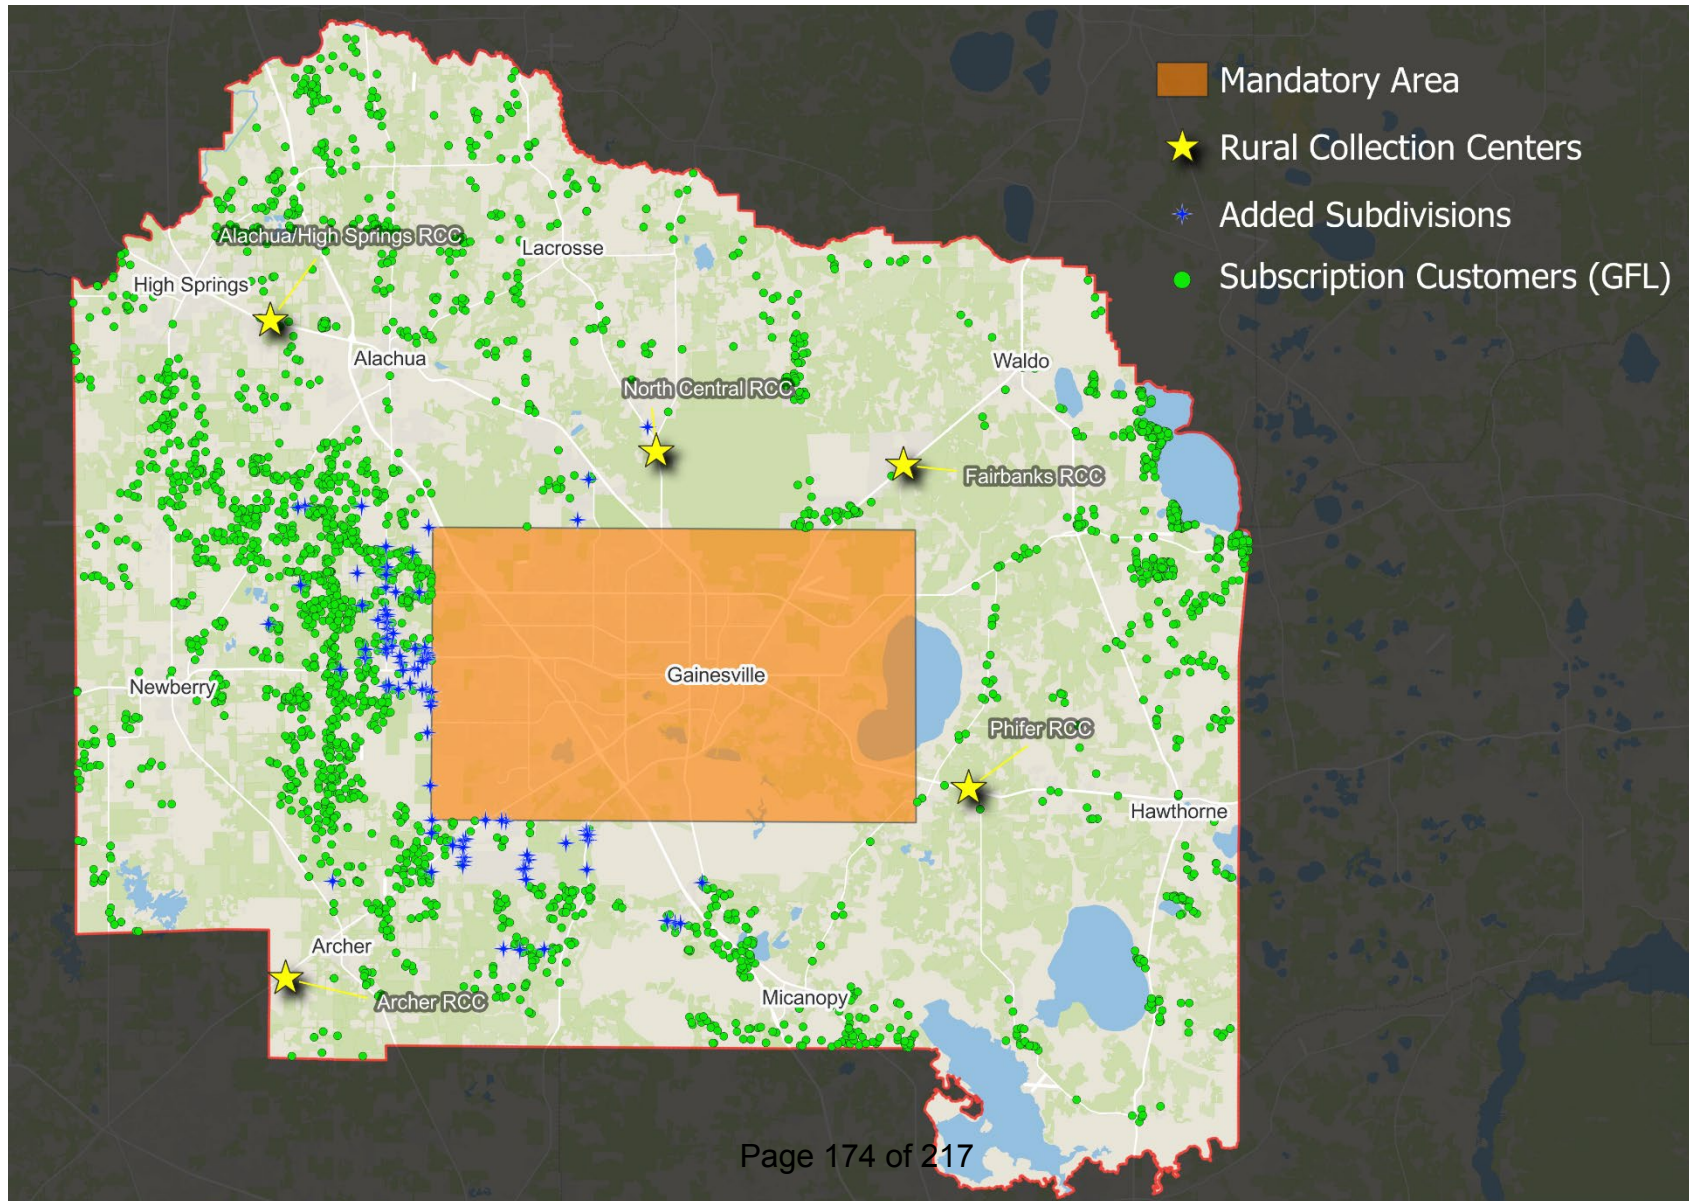 Mandatory Area
Rural Collection Centers
Added Subdivisions
Subscription Customers (GFL)
Alachua/High Springs RCC
Lacrosse
High Springs
Alachua
Waldo
North Central RCC
Fairbanks RCC
Gainesville
Newberry
Phifer RCC
Hawthorne
Archer
Micanopy
Archer RCC
Page 174 of 217